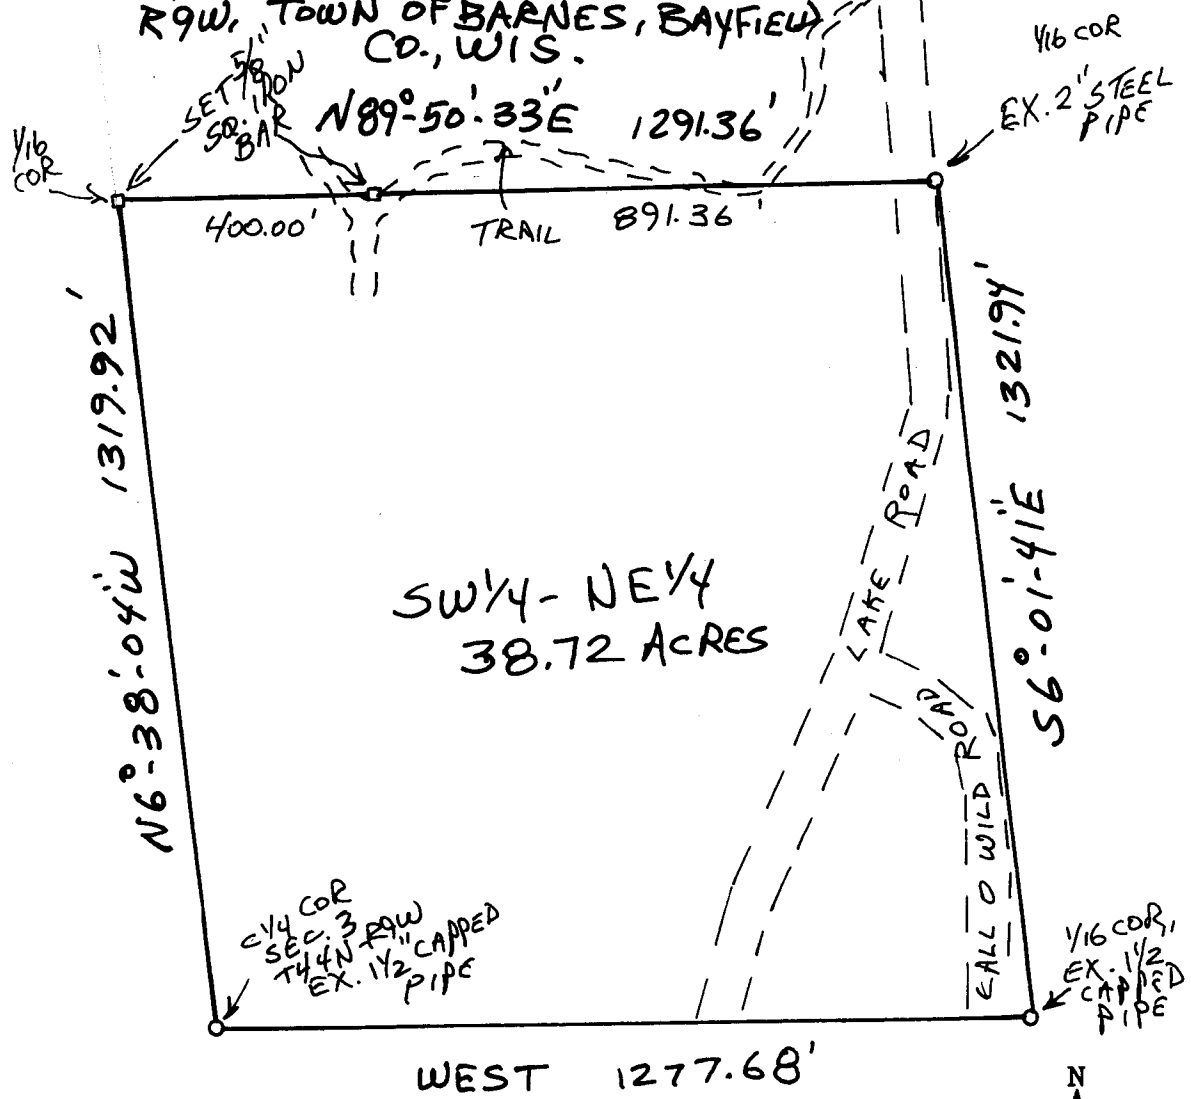 R9W, TOWN OF BARNES, BAYFIELD
CO., WIS.
SET 5/8"
SQ. IRON
BAR
N89°-50'-33"E 1291.36'
1/16 COR
EX. 2" STEEL
PIPE
1/16
COR
400.00'
TRAIL
891.36'
1319.92'
N6°-38'-04"W
1321.94'
S6°-01'-41"E
LAKE ROAD
SW1/4 - NE1/4
38.72 ACRES
CALL O WILD ROAD
C1/4 COR
SEC. 3
T44N R9W
EX. 1 1/2" CAPPED
PIPE
1/16 COR,
EX. 1 1/2
CAPPED
PIPE
WEST 1277.68'
N